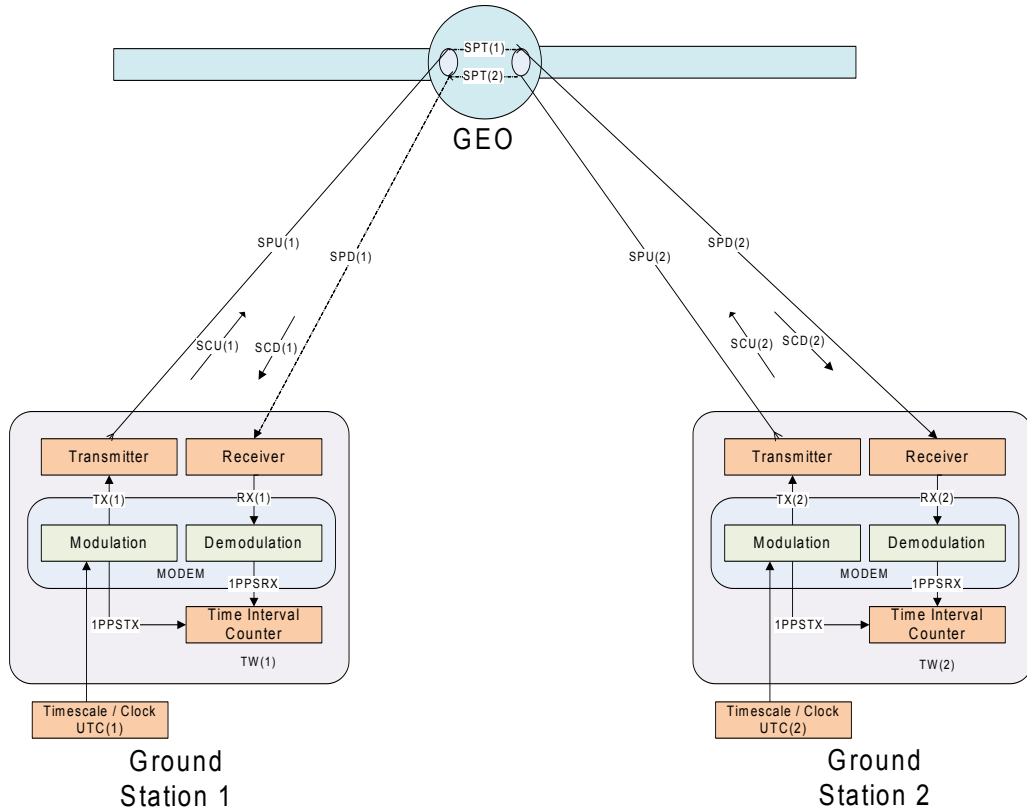 SPT(1)
SPT(2)
GEO
SPU(1)
SPD(1)
SPU(2)
SPD(2)
SCU(1)
SCD(1)
SCU(2)
SCD(2)
Transmitter
Receiver
TX(1)
RX(1)
Modulation
Demodulation
MODEM
1PPSRX
1PPSTX
Time Interval
Counter
TW(1)
Timescale / Clock
UTC(1)
Ground
Station 1
Transmitter
Receiver
TX(2)
RX(2)
Modulation
Demodulation
MODEM
1PPSRX
1PPSTX
Time Interval
Counter
TW(2)
Timescale / Clock
UTC(2)
Ground
Station 2